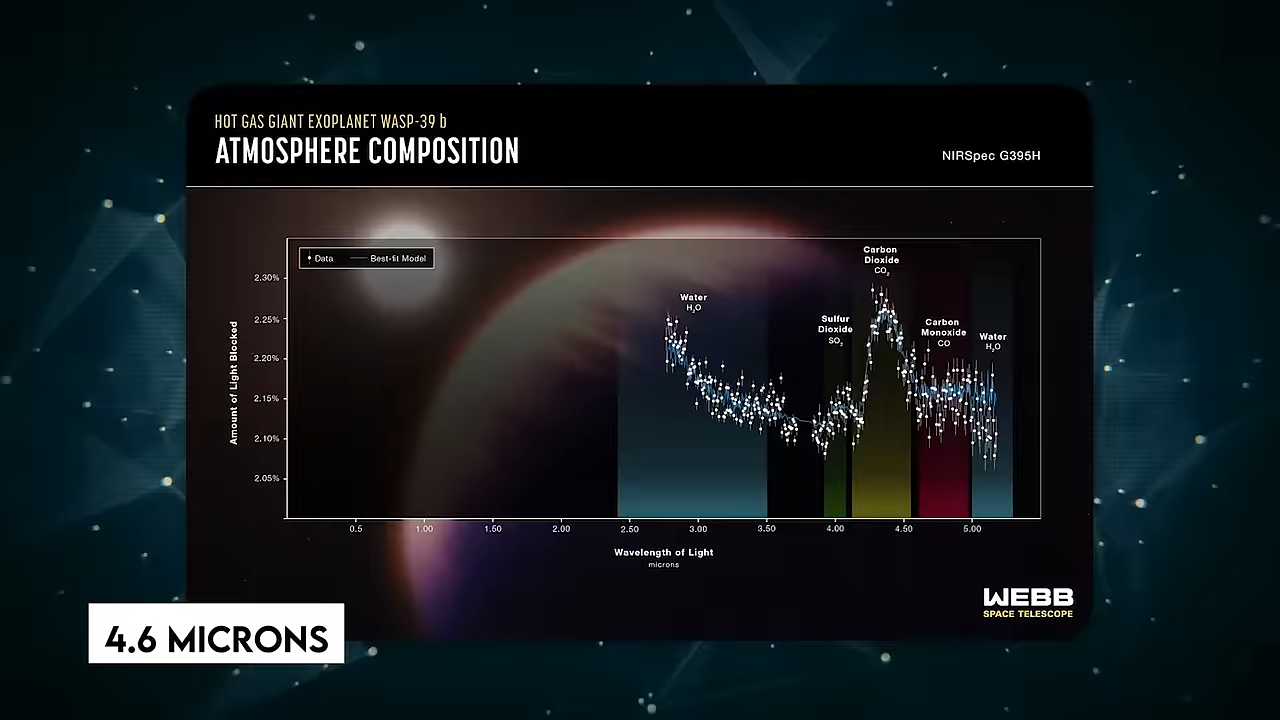 HOT GAS GIANT EXOPLANET WASP-39 b
ATMOSPHERE COMPOSITION
NIRSpec G395H
Data
Best-fit Model
Carbon
Dioxide
CO₂
Water
H₂O
Sulfur
Dioxide
SO₂
Carbon
Monoxide
CO
Water
H₂O
Amount of Light Blocked
2.30%
2.25%
2.20%
2.15%
2.10%
2.05%
0.5 1.00 1.50 2.00 2.50 3.00 3.50 4.00 4.50 5.00
Wavelength of Light
microns
WEBB
SPACE TELESCOPE
4.6 MICRONS